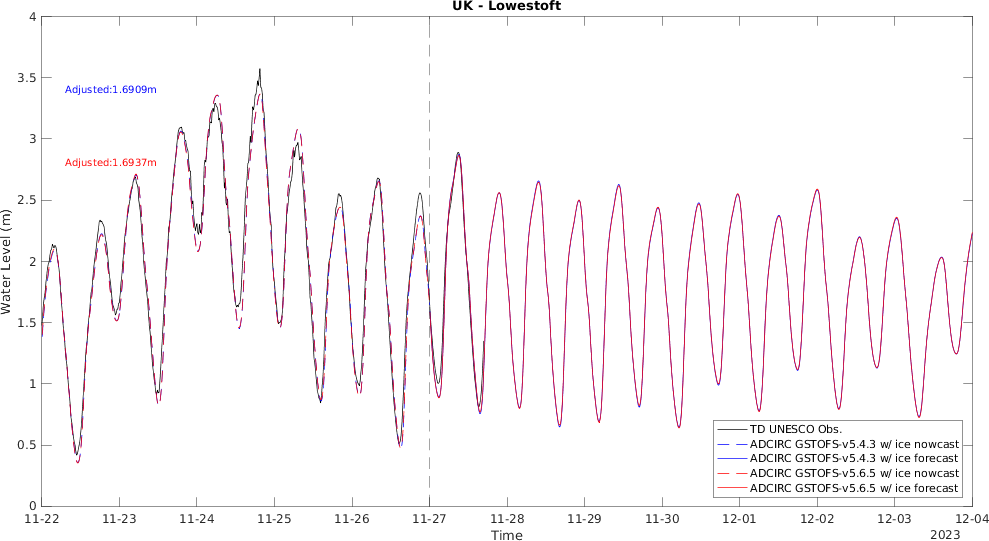 UK - Lowestoft
4
3.5
3
2.5
2
1.5
1
0.5
0
Water Level (m)
Adjusted:1.6909m
Adjusted:1.6937m
TD UNESCO Obs.
ADCIRC GSTOFS-v5.4.3 w/ ice nowcast
ADCIRC GSTOFS-v5.4.3 w/ ice forecast
ADCIRC GSTOFS-v5.6.5 w/ ice nowcast
ADCIRC GSTOFS-v5.6.5 w/ ice forecast
11-22 11-23 11-24 11-25 11-26 11-27 11-28 11-29 11-30 12-01 12-02 12-03 12-04
Time
2023